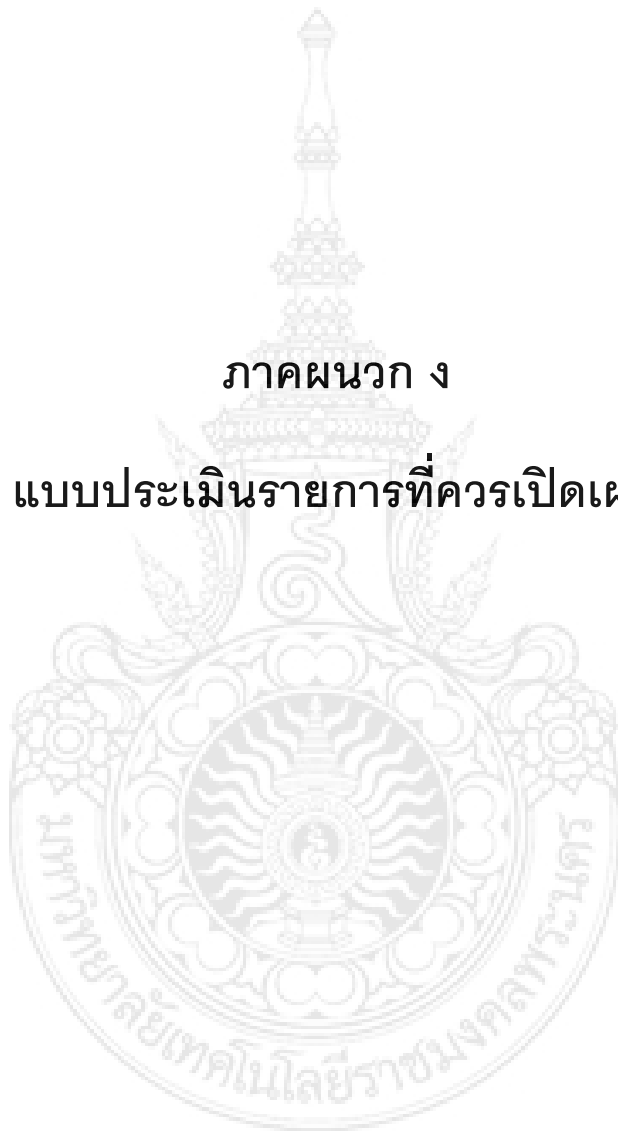 ภาคผนวก ง
แบบประเมินรายการที่ควรเปิดเผ
มหาวิทยาลัยเทคโนโลยีราชมงคลพระนคร